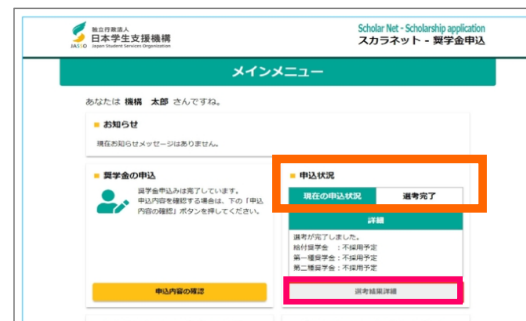 独立行政法人
日本学生支援機構
JASSO Japan Student Services Organization
Scholar Net - Scholarship application
スカラネット - 奨学金申込
メインメニュー
あなたは 機構 太郎 さんですね。
お知らせ
現在お知らせメッセージはありません。
奨学金の申込
奨学金申込みは完了しています。
申込内容を確認する場合は、下の「申込
内容の確認」ボタンを押してください。
申込内容の確認
申込状況
現在の申込状況 選考完了
詳細
選考が完了しました。
給付奨学金 : 不採用予定
第一種奨学金 : 不採用予定
第二種奨学金 : 不採用予定
選考結果詳細